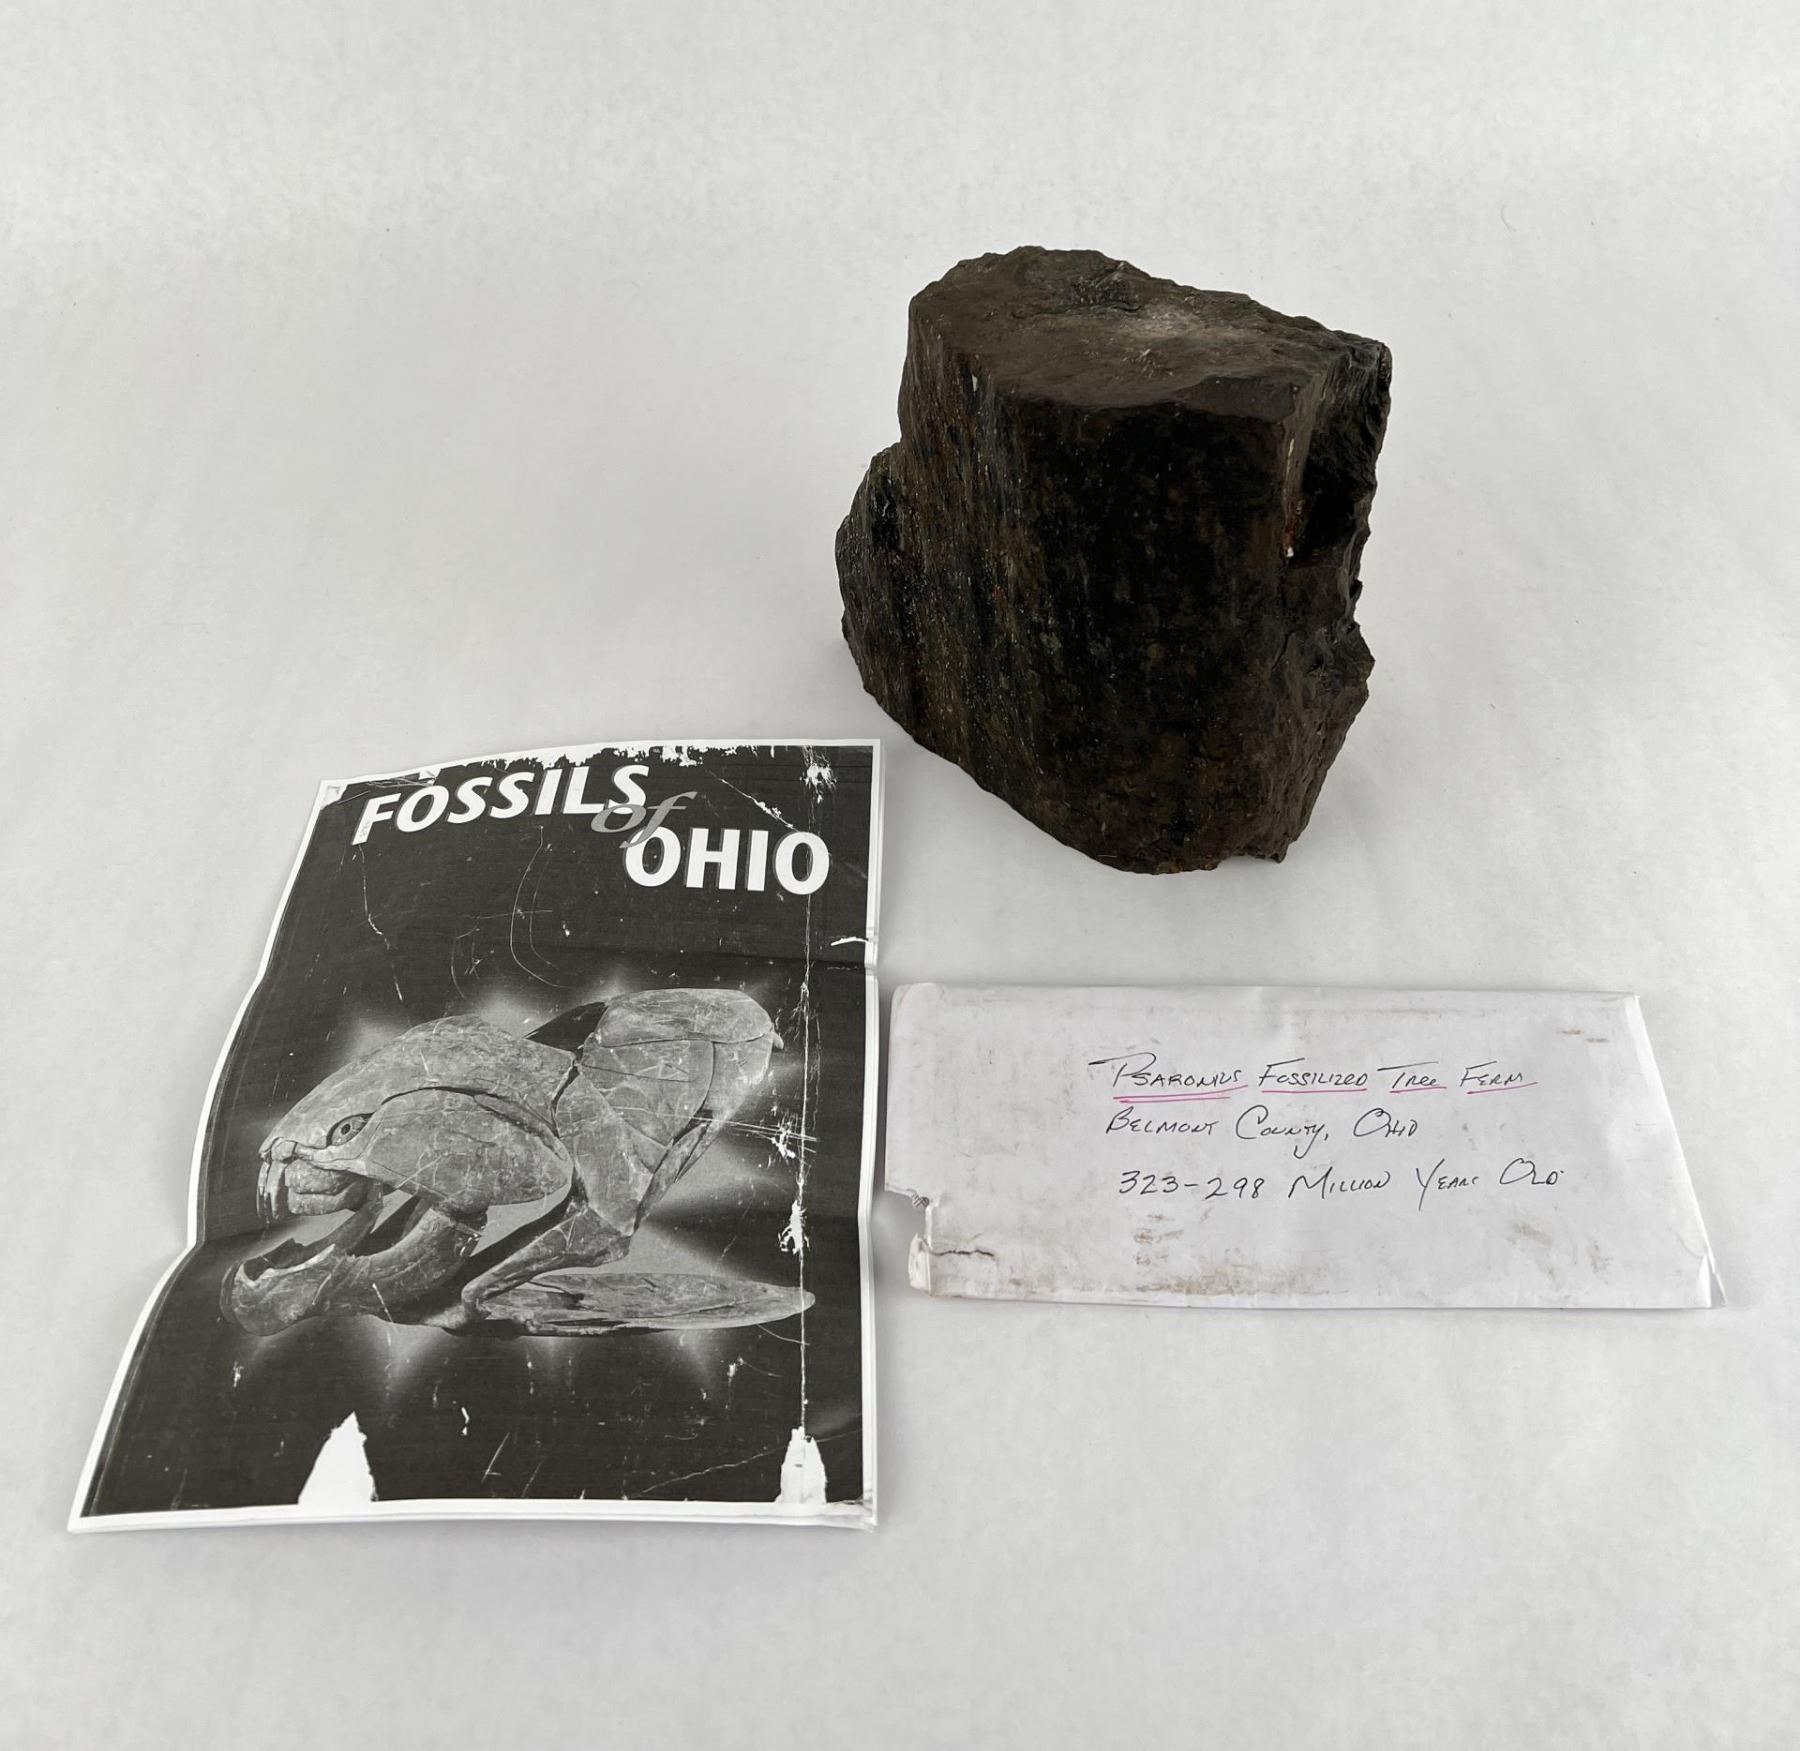 FOSSILS
of
OHIO
PSARONIUS FOSSILIZED TREE FERN
BELMONT COUNTY, OHIO
323-298 MILLION YEARS OLD